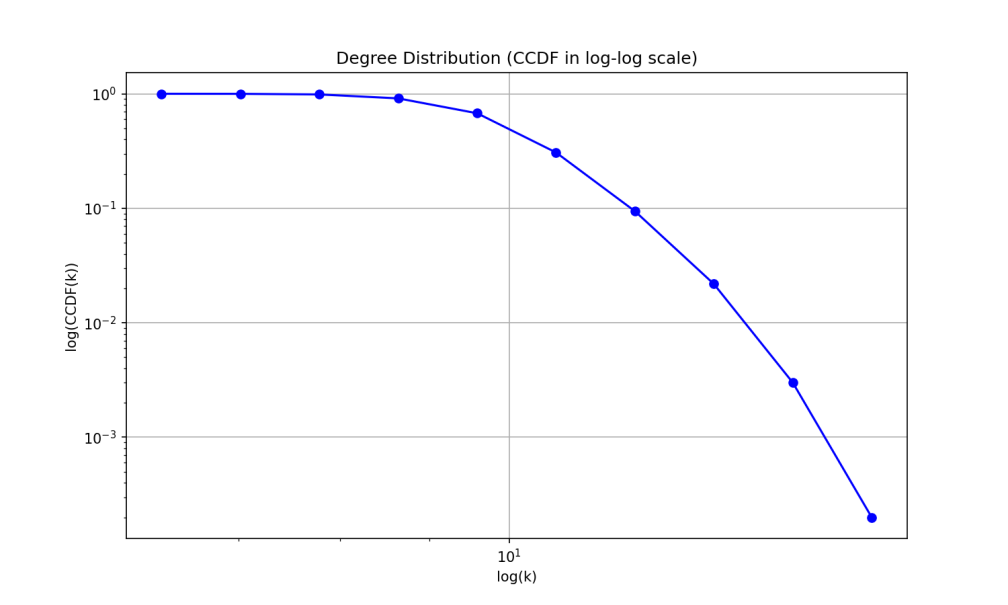 Degree Distribution (CCDF in log-log scale)
10⁰
10⁻¹
10⁻²
10⁻³
log(CCDF(k))
10¹
log(k)